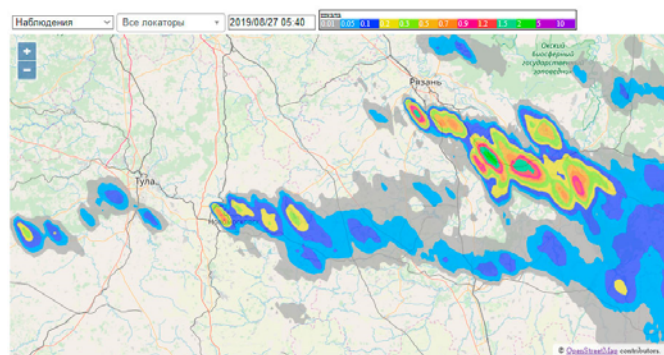 Наблюдения
Все локаторы
2019/08/27 05:40
0.01 0.05 0.1 0.2 0.3 0.5 0.7 0.9 1.2 1.5 2 5 10
+
−
Окский
биосферный
государственный
заповедник
Рязань
Тула
© OpenStreetMap contributors.